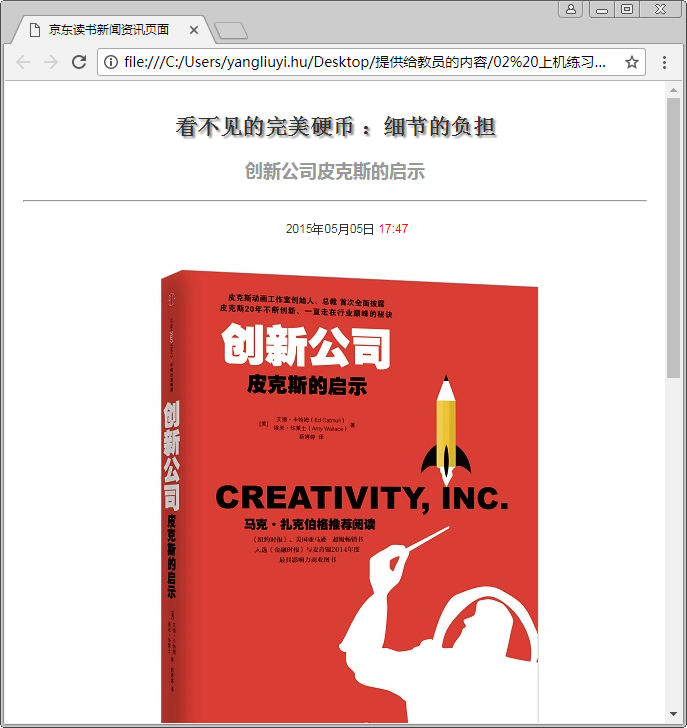 京东读书新闻资讯页面
file:///C:/Users/yangliuyi.hu/Desktop/提供给教员的内容/02%20上机练习...
看不见的完美硬币 ：细节的负担
创新公司皮克斯的启示
2015年05月05日 17:47
皮克斯动画工作室创始人、总裁 首次全面披露
皮克斯20年不断创新、一直走在行业巅峰的秘诀
创新公司
皮克斯的启示
[美] 艾德·卡特姆（Ed Catmull）
埃米·埃莱士（Amy Wallace） 著
靳婷婷 译
CREATIVITY, INC.
马克·扎克伯格推荐阅读
《纽约时报》、美国亚马逊 超级畅销书
入选《金融时报》与麦肯锡2014年度
最具影响力商业图书
创新公司
皮克斯的启示